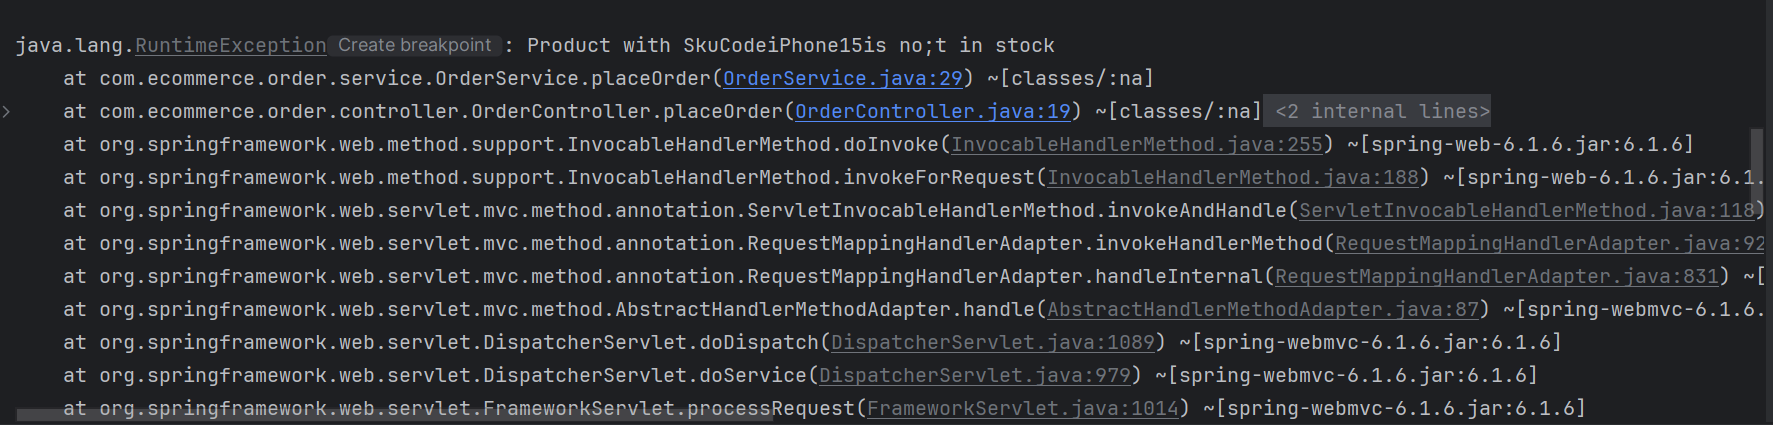 java.lang.RuntimeException Create breakpoint : Product with SkuCodeiPhone15is no;t in stock
at com.ecommerce.order.service.OrderService.placeOrder(OrderService.java:29) ~[classes/:na]
at com.ecommerce.order.controller.OrderController.placeOrder(OrderController.java:19) ~[classes/:na] <2 internal lines>
at org.springframework.web.method.support.InvocableHandlerMethod.doInvoke(InvocableHandlerMethod.java:255) ~[spring-web-6.1.6.jar:6.1.6]
at org.springframework.web.method.support.InvocableHandlerMethod.invokeForRequest(InvocableHandlerMethod.java:188) ~[spring-web-6.1.6.jar:6.1.
at org.springframework.web.servlet.mvc.method.annotation.ServletInvocableHandlerMethod.invokeAndHandle(ServletInvocableHandlerMethod.java:118)
at org.springframework.web.servlet.mvc.method.annotation.RequestMappingHandlerAdapter.invokeHandlerMethod(RequestMappingHandlerAdapter.java:92
at org.springframework.web.servlet.mvc.method.annotation.RequestMappingHandlerAdapter.handleInternal(RequestMappingHandlerAdapter.java:831) ~[
at org.springframework.web.servlet.mvc.method.AbstractHandlerMethodAdapter.handle(AbstractHandlerMethodAdapter.java:87) ~[spring-webmvc-6.1.6.
at org.springframework.web.servlet.DispatcherServlet.doDispatch(DispatcherServlet.java:1089) ~[spring-webmvc-6.1.6.jar:6.1.6]
at org.springframework.web.servlet.DispatcherServlet.doService(DispatcherServlet.java:979) ~[spring-webmvc-6.1.6.jar:6.1.6]
at org.springframework.web.servlet.FrameworkServlet.processRequest(FrameworkServlet.java:1014) ~[spring-webmvc-6.1.6.jar:6.1.6]